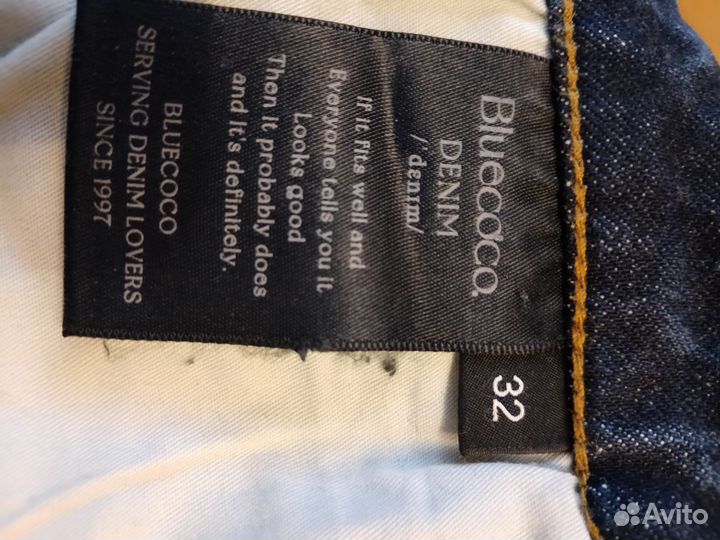 Bluecoco.
DENIM
/'denim/
If it fits well and
Everyone tells you it
Looks good
Then it probably does
and it's definitely.
BLUECOCO
SERVING DENIM LOVERS
SINCE 1997
32
Avito